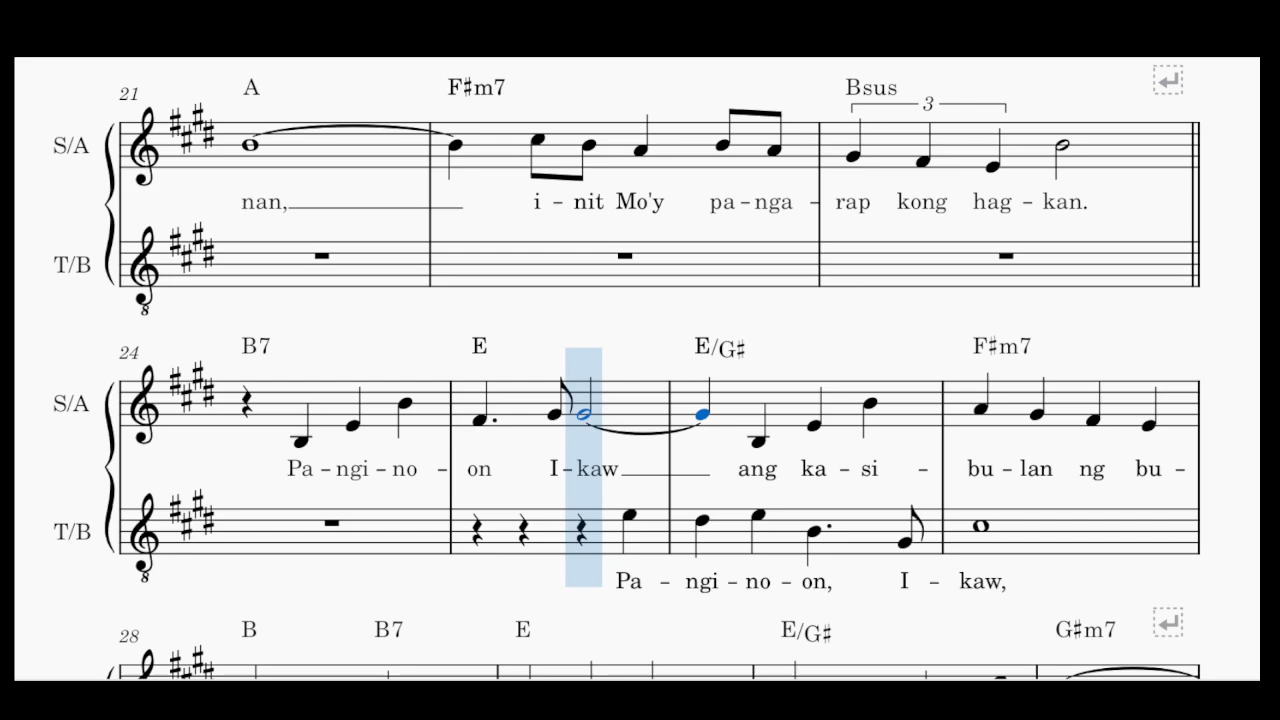 21 A F♯m7 Bsus
3
S/A
nan, i - nit Mo'y pa - nga - rap kong hag - kan.
T/B
8
24 B7 E E/G♯ F♯m7
S/A
Pa - ngi - no - on I - kaw ang ka - si - bu - lan ng bu -
T/B
8
Pa - ngi - no - on, I - kaw,
28 B B7 E E/G♯ G♯m7